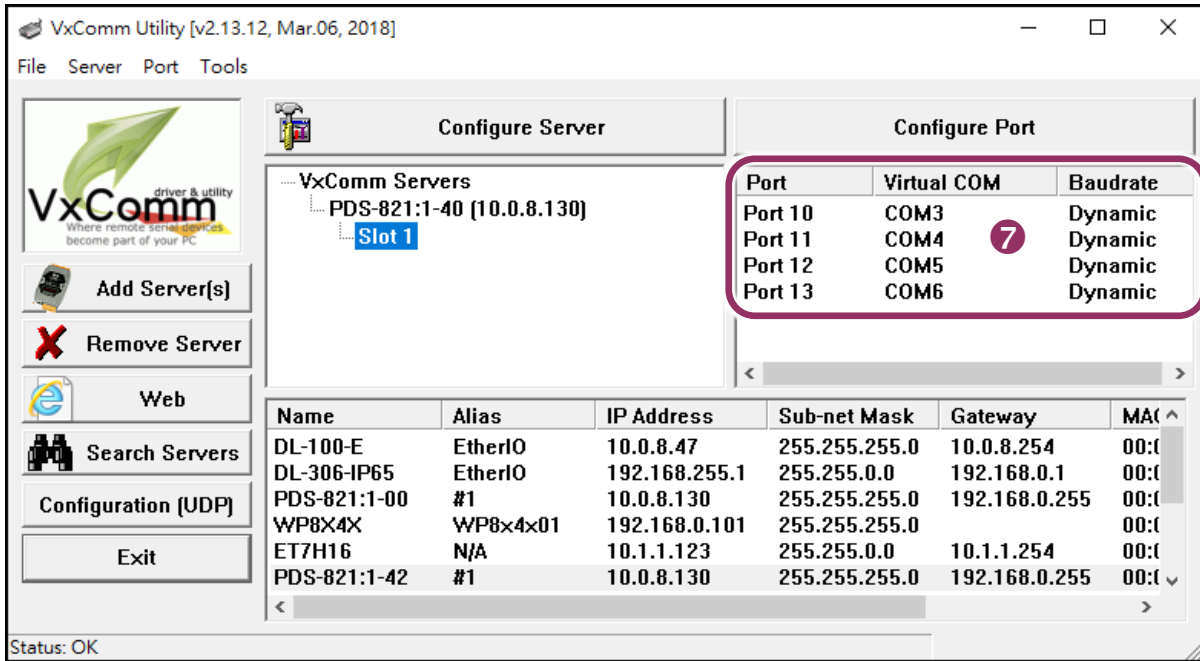 VxComm Utility [v2.13.12, Mar.06, 2018]
File Server Port Tools
VxComm
driver & utility
Where remote serial devices
become part of your PC
Add Server(s)
Remove Server
Web
Search Servers
Configuration (UDP)
Exit
Configure Server
VxComm Servers
PDS-821:1-40 (10.0.8.130)
Slot 1
Configure Port
Port Virtual COM Baudrate
Port 10 COM3 Dynamic
Port 11 COM4 Dynamic
Port 12 COM5 Dynamic
Port 13 COM6 Dynamic
7
Name Alias IP Address Sub-net Mask Gateway
DL-100-E EtherIO 10.0.8.47 255.255.255.0 10.0.8.254
DL-306-IP65 EtherIO 192.168.255.1 255.255.0.0 192.168.0.1
PDS-821:1-00 #1 10.0.8.130 255.255.255.0 192.168.0.255
WP8X4X WP8x4x01 192.168.0.101 255.255.255.0
ET7H16 N/A 10.1.1.123 255.255.0.0 10.1.1.254
PDS-821:1-42 #1 10.0.8.130 255.255.255.0 192.168.0.255
Status: OK